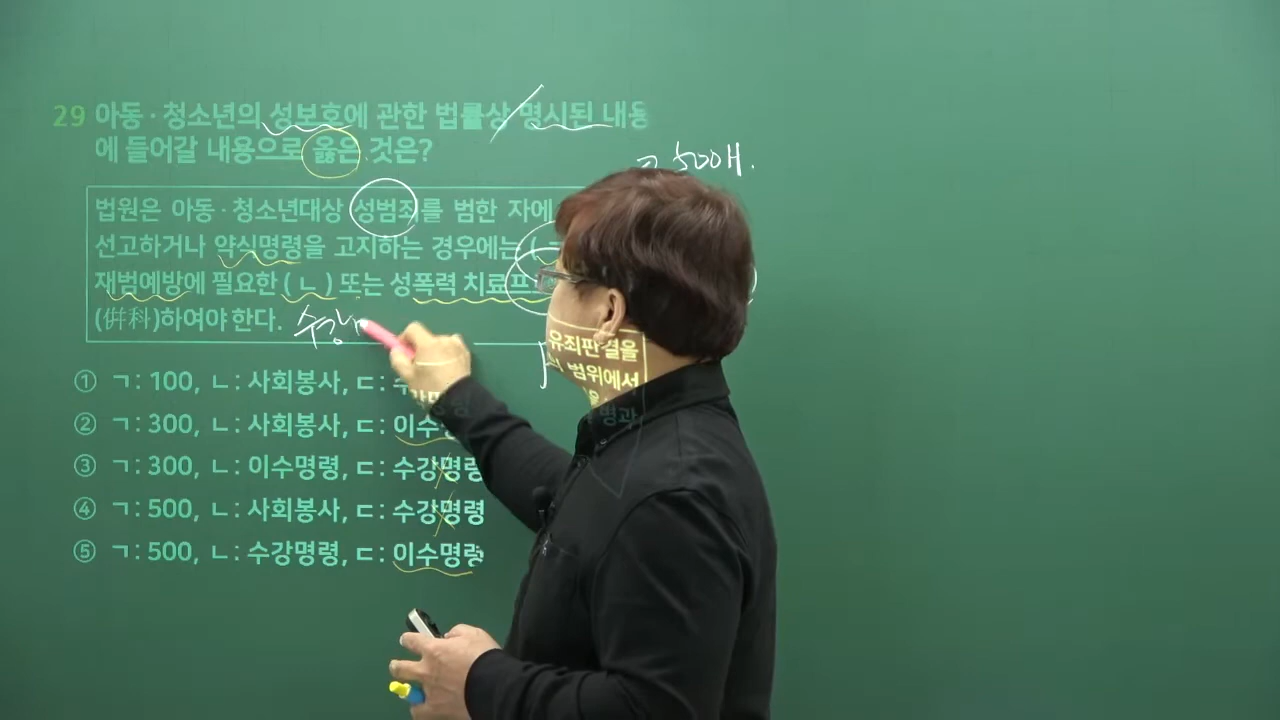 29 아동·청소년의 성보호에 관한 법률상 명시된 내용
에 들어갈 내용으로 옳은 것은?
ㄱ 500애.
법원은 아동·청소년대상 성범죄를 범한 자에
선고하거나 약식명령을 고지하는 경우에는 (ㄱ
재범예방에 필요한 (ㄴ) 또는 성폭력 치료프
(倂科)하여야 한다. 수강
유죄판결을
범위에서
을
병과
① ㄱ: 100, ㄴ: 사회봉사, ㄷ:
② ㄱ: 300, ㄴ: 사회봉사, ㄷ: 이수
③ ㄱ: 300, ㄴ: 이수명령, ㄷ: 수강명령
④ ㄱ: 500, ㄴ: 사회봉사, ㄷ: 수강명령
⑤ ㄱ: 500, ㄴ: 수강명령, ㄷ: 이수명령